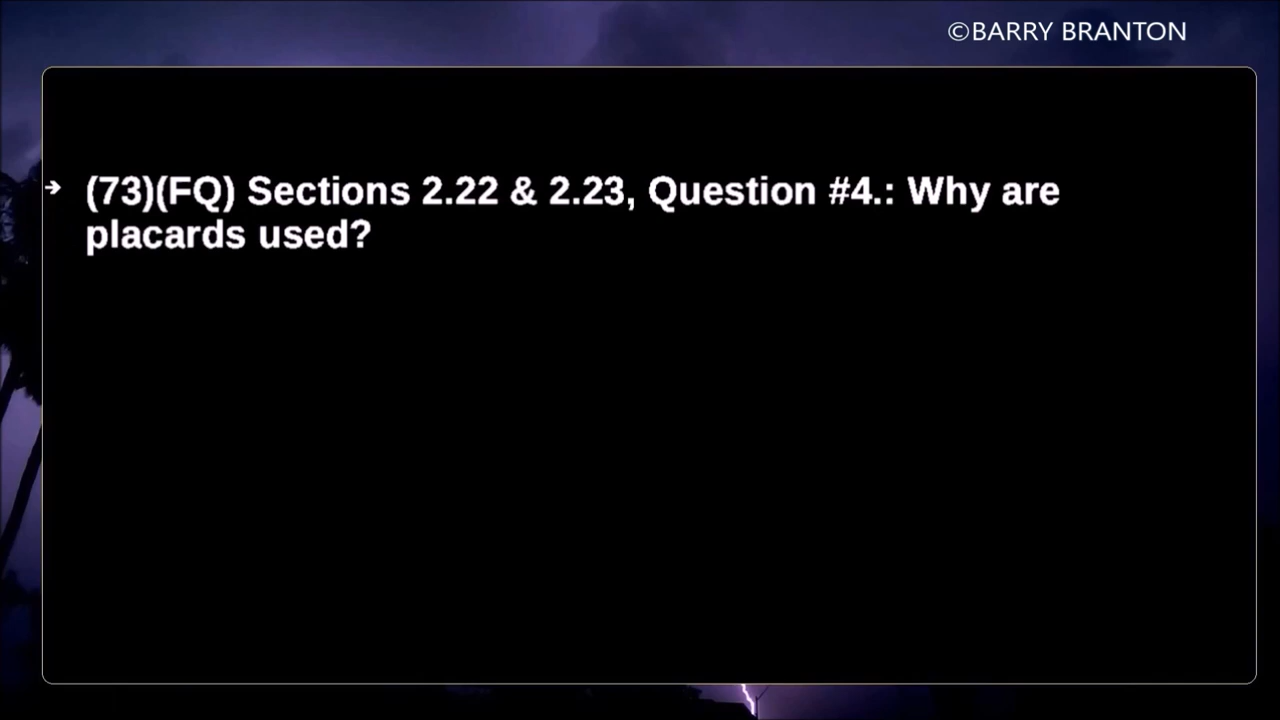 ©BARRY BRANTON
(73)(FQ) Sections 2.22 & 2.23, Question #4.: Why are
placards used?